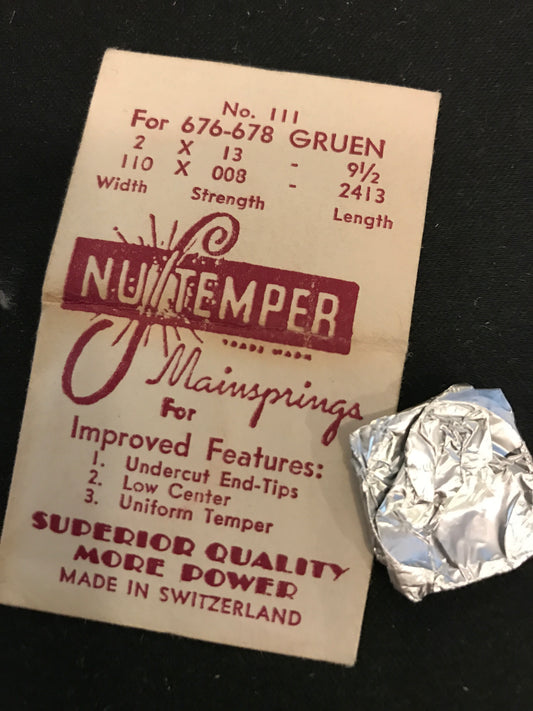 No. 111
For 676-678 GRUEN
2 X 13 - 9½
110 X 008 - 2413
Width Strength Length
NU-TEMPER
TRADE MARK
Mainsprings
For
Improved Features:
1. Undercut End-Tips
2. Low Center
3. Uniform Temper
SUPERIOR QUALITY
MORE POWER
MADE IN SWITZERLAND